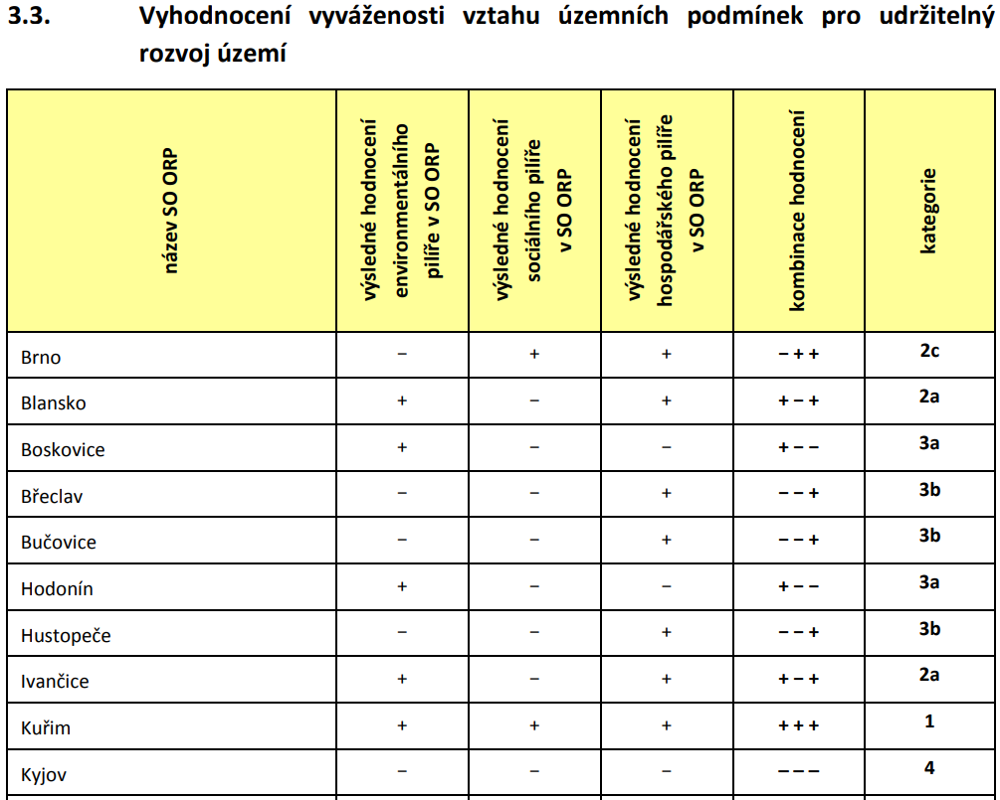 3.3. Vyhodnocení vyváženosti vztahu územních podmínek pro udržitelný
rozvoj území
název SO ORP
výsledné hodnocení
environmentálního
pilíře v SO ORP
výsledné hodnocení
sociálního pilíře
v SO ORP
výsledné hodnocení
hospodářského pilíře
v SO ORP
kombinace hodnocení
kategorie
Brno − + + − + + 2c
Blansko + − + + − + 2a
Boskovice + − − + − − 3a
Břeclav − − + − − + 3b
Bučovice − − + − − + 3b
Hodonín + − − + − − 3a
Hustopeče − − + − − + 3b
Ivančice + − + + − + 2a
Kuřim + + + + + + 1
Kyjov − − − − − − 4